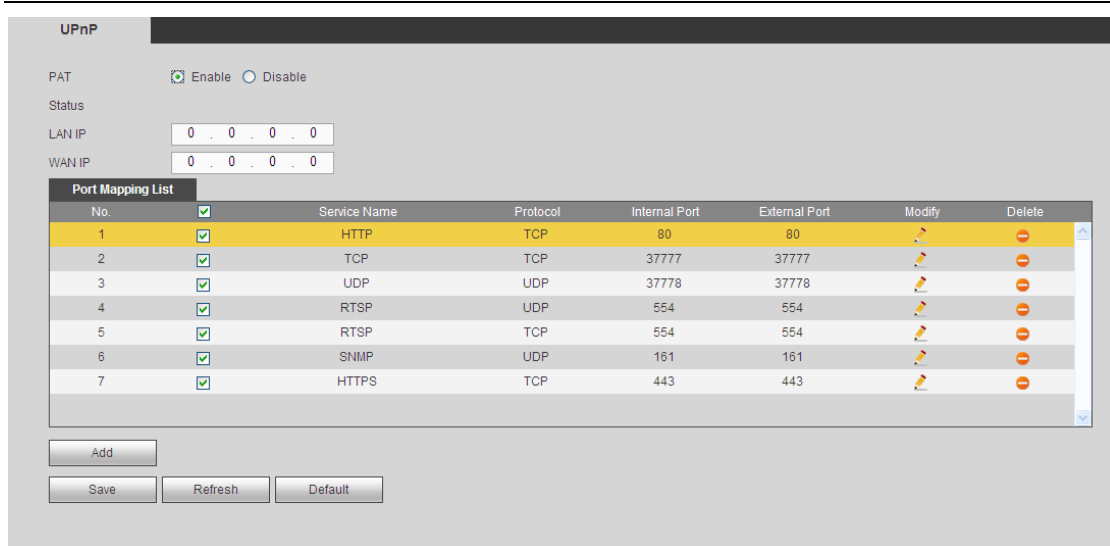 UPnP
PAT Enable Disable
Status
LAN IP 0 . 0 . 0 . 0
WAN IP 0 . 0 . 0 . 0
Port Mapping List
No. Service Name Protocol Internal Port External Port Modify Delete
1 HTTP TCP 80 80
2 TCP TCP 37777 37777
3 UDP UDP 37778 37778
4 RTSP UDP 554 554
5 RTSP TCP 554 554
6 SNMP UDP 161 161
7 HTTPS TCP 443 443
Add
Save Refresh Default